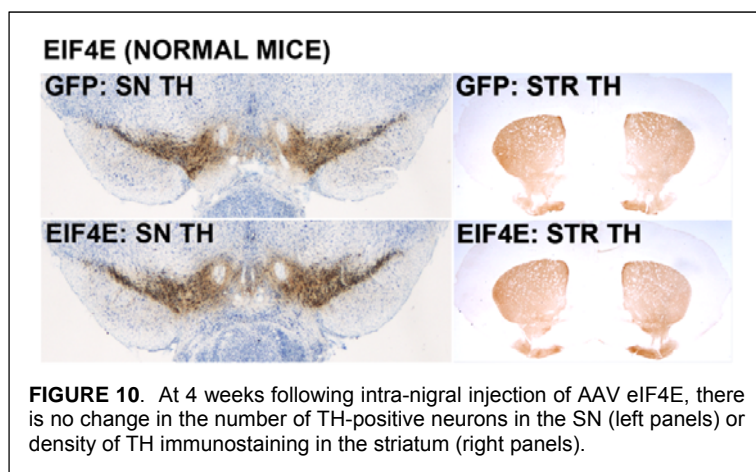 EIF4E (NORMAL MICE)
GFP: SN TH
GFP: STR TH
EIF4E: SN TH
EIF4E: STR TH
FIGURE 10. At 4 weeks following intra-nigral injection of AAV eIF4E, there
is no change in the number of TH-positive neurons in the SN (left panels) or
density of TH immunostaining in the striatum (right panels).